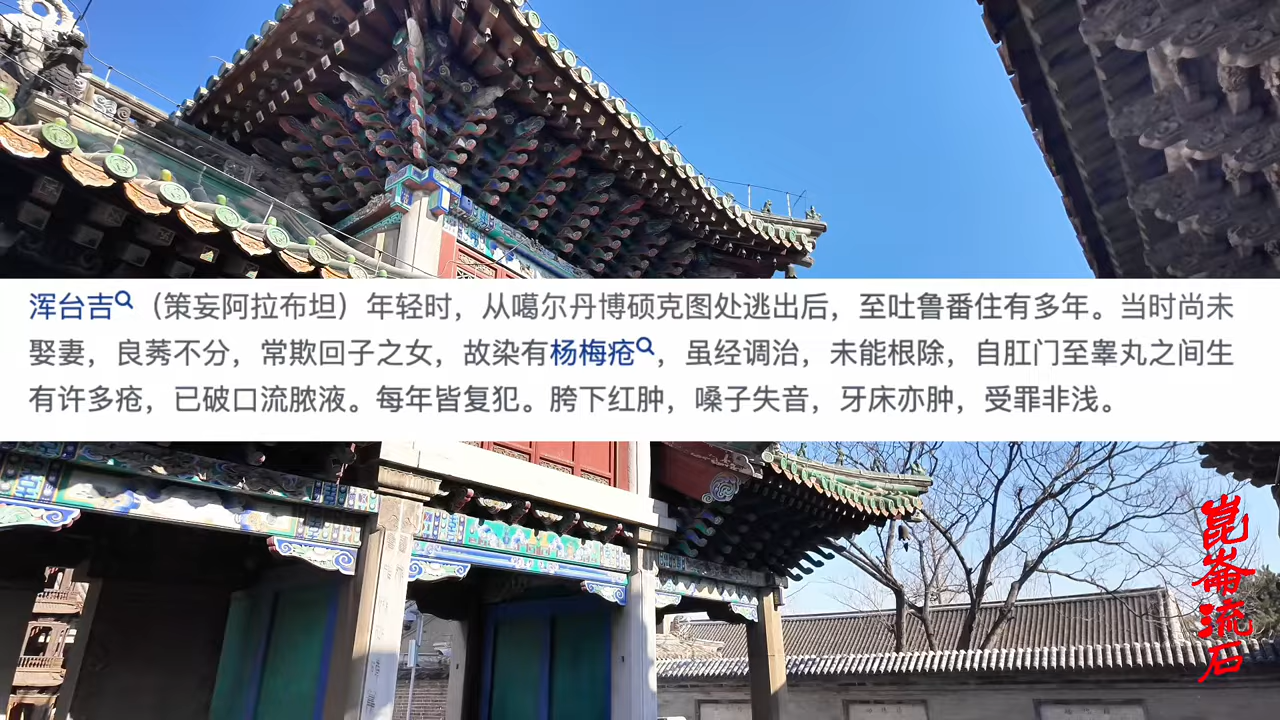 浑台吉（策妄阿拉布坦）年轻时，从噶尔丹博硕克图处逃出后，至吐鲁番住有多年。当时尚未
娶妻，良莠不分，常欺回子之女，故染有杨梅疮，虽经调治，未能根除，自肛门至睾丸之间生
有许多疮，已破口流脓液。每年皆复犯。胯下红肿，嗓子失音，牙床亦肿，受罪非浅。
崑崙流石